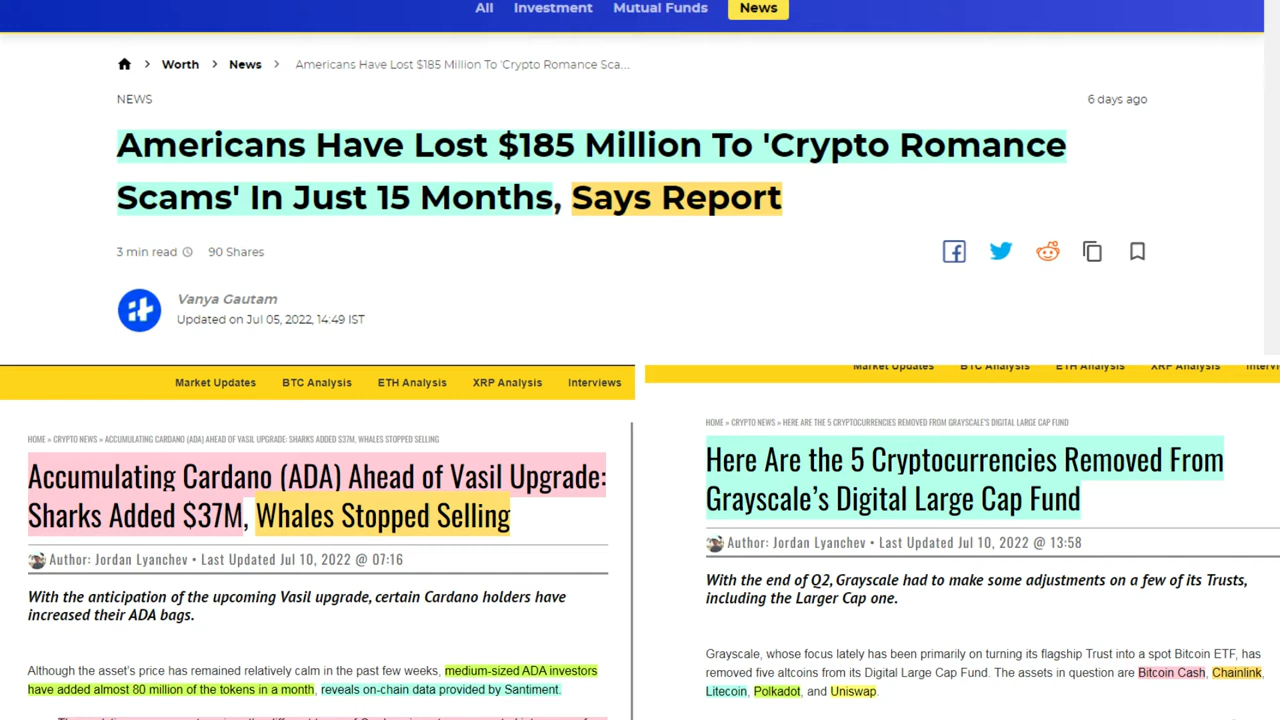 All Investment Mutual Funds News
Worth News Americans Have Lost $185 Million To 'Crypto Romance Sca...
NEWS 6 days ago
Americans Have Lost $185 Million To 'Crypto Romance
Scams' In Just 15 Months, Says Report
3 min read 90 Shares
Vanya Gautam
Updated on Jul 05, 2022, 14:49 IST
Market Updates BTC Analysis ETH Analysis XRP Analysis Interviews
HOME » CRYPTO NEWS » ACCUMULATING CARDANO (ADA) AHEAD OF VASIL UPGRADE: SHARKS ADDED $37M, WHALES STOPPED SELLING
Accumulating Cardano (ADA) Ahead of Vasil Upgrade:
Sharks Added $37M, Whales Stopped Selling
Author: Jordan Lyanchev • Last Updated Jul 10, 2022 @ 07:16
With the anticipation of the upcoming Vasil upgrade, certain Cardano holders have
increased their ADA bags.
Although the asset's price has remained relatively calm in the past few weeks, medium-sized ADA investors
have added almost 80 million of the tokens in a month, reveals on-chain data provided by Santiment.
Market Updates BTC Analysis ETH Analysis XRP Analysis
HOME » CRYPTO NEWS » HERE ARE THE 5 CRYPTOCURRENCIES REMOVED FROM GRAYSCALE'S DIGITAL LARGE CAP FUND
Here Are the 5 Cryptocurrencies Removed From
Grayscale's Digital Large Cap Fund
Author: Jordan Lyanchev • Last Updated Jul 10, 2022 @ 13:58
With the end of Q2, Grayscale had to make some adjustments on a few of its Trusts,
including the Larger Cap one.
Grayscale, whose focus lately has been primarily on turning its flagship Trust into a spot Bitcoin ETF, has
removed five altcoins from its Digital Large Cap Fund. The assets in question are Bitcoin Cash, Chainlink,
Litecoin, Polkadot, and Uniswap.